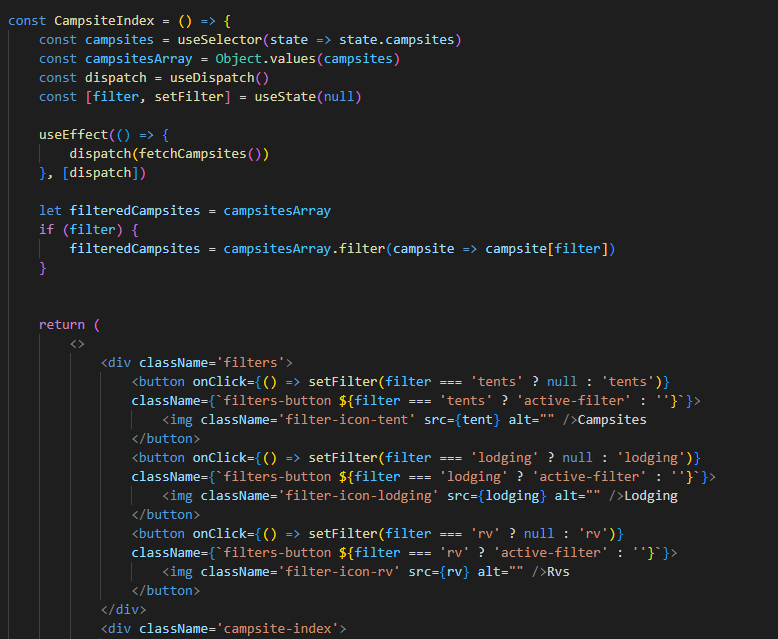 const CampsiteIndex = () => {
    const campsites = useSelector(state => state.campsites)
    const campsitesArray = Object.values(campsites)
    const dispatch = useDispatch()
    const [filter, setFilter] = useState(null)

    useEffect(() => {
        dispatch(fetchCampsites())
    }, [dispatch])

    let filteredCampsites = campsitesArray
    if (filter) {
        filteredCampsites = campsitesArray.filter(campsite => campsite[filter])
    }


    return (
        <>
            <div className='filters'>
                <button onClick={() => setFilter(filter === 'tents' ? null : 'tents')}
                className={`filters-button ${filter === 'tents' ? 'active-filter' : ''}`}>
                    <img className='filter-icon-tent' src={tent} alt="" />Campsites
                </button>
                <button onClick={() => setFilter(filter === 'lodging' ? null : 'lodging')}
                className={`filters-button ${filter === 'lodging' ? 'active-filter' : ''}`}>
                    <img className='filter-icon-lodging' src={lodging} alt="" />Lodging
                </button>
                <button onClick={() => setFilter(filter === 'rv' ? null : 'rv')}
                className={`filters-button ${filter === 'rv' ? 'active-filter' : ''}`}>
                    <img className='filter-icon-rv' src={rv} alt="" />Rvs
                </button>
            </div>
            <div className='campsite-index'>